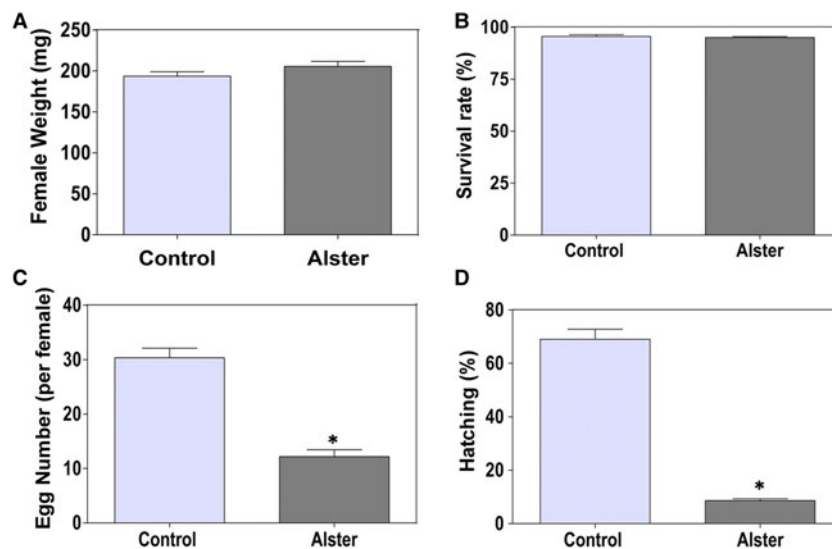 A
Female Weight (mg)
250
200
150
100
50
0
Control
Alster
B
Survival rate (%)
100
75
50
25
0
Control
Alster
C
Egg Number (per female)
40
30
20
10
0
*
Control
Alster
D
Hatching (%)
80
60
40
20
0
*
Control
Alster